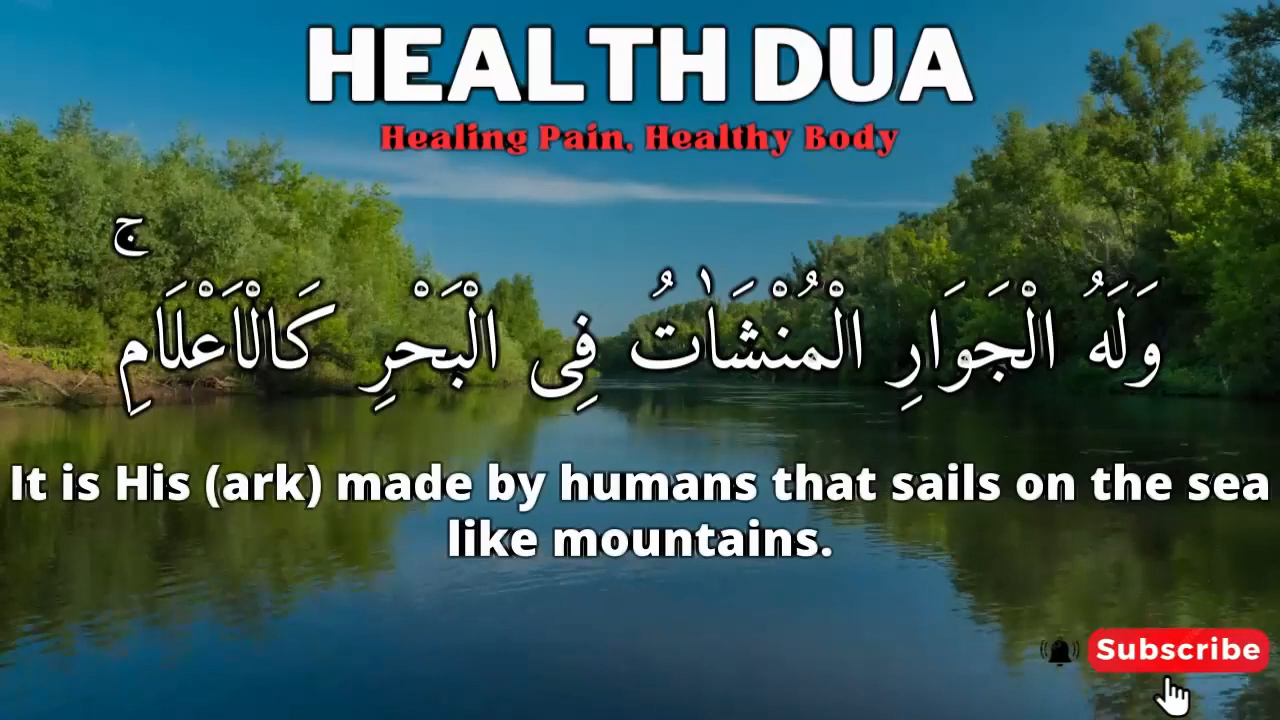 HEALTH DUA
Healing Pain, Healthy Body
وَلَهُ الْجَوَارِ الْمُنْشَاٰتُ فِى الْبَحْرِ كَالْاَعْلَامِۚ
It is His (ark) made by humans that sails on the sea
like mountains.
Subscribe